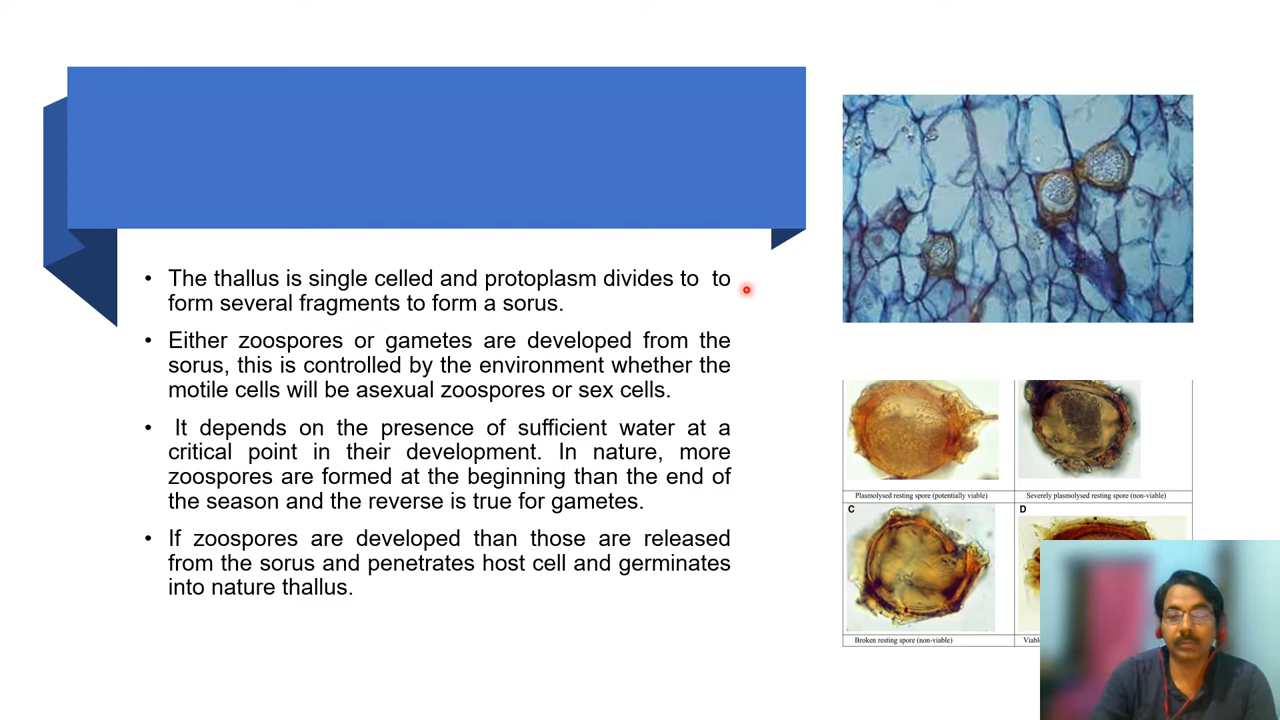 • The thallus is single celled and protoplasm divides to to
form several fragments to form a sorus.
• Either zoospores or gametes are developed from the
sorus, this is controlled by the environment whether the
motile cells will be asexual zoospores or sex cells.
• It depends on the presence of sufficient water at a
critical point in their development. In nature, more
zoospores are formed at the beginning than the end of
the season and the reverse is true for gametes.
• If zoospores are developed than those are released
from the sorus and penetrates host cell and germinates
into nature thallus.
Plasmolysed resting spore (potentially viable)
Severely plasmolysed resting spore (non-viable)
C
D
Broken resting spore (non-viable)